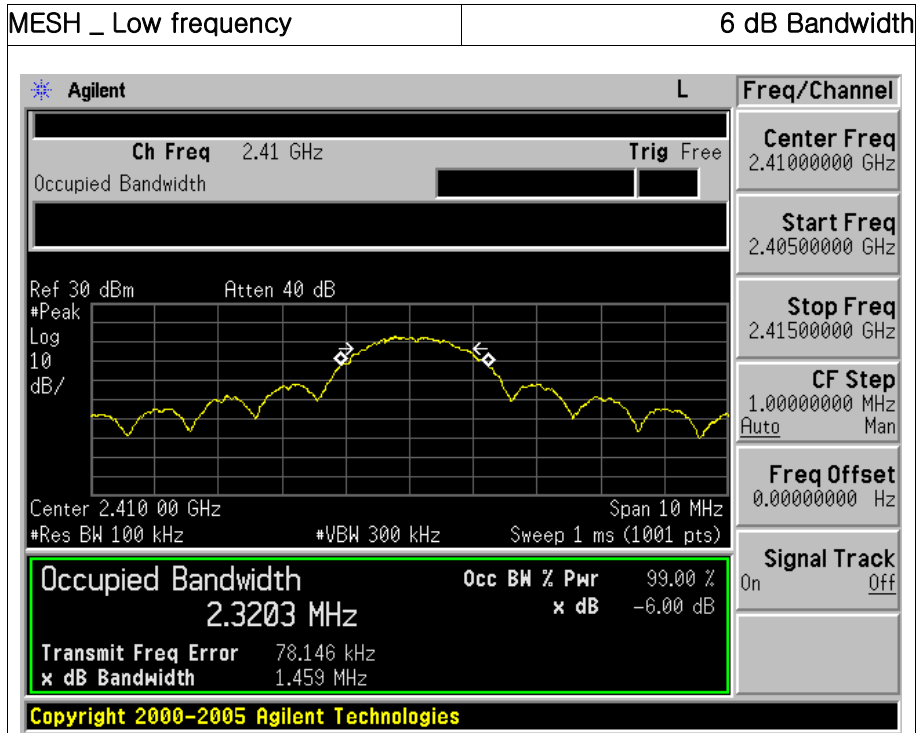 MESH _ Low frequency 6 dB Bandwidth
Agilent L Freq/Channel
Ch Freq 2.41 GHz Trig Free
Occupied Bandwidth
Center Freq
2.41000000 GHz
Start Freq
2.40500000 GHz
Stop Freq
2.41500000 GHz
CF Step
1.00000000 MHz
Auto Man
Freq Offset
0.00000000 Hz
Signal Track
On Off
Ref 30 dBm Atten 40 dB
#Peak
Log
10
dB/
Center 2.410 00 GHz Span 10 MHz
#Res BW 100 kHz #VBW 300 kHz Sweep 1 ms (1001 pts)
Occupied Bandwidth Occ BW % Pwr 99.00 %
2.3203 MHz x dB -6.00 dB
Transmit Freq Error 78.146 kHz
x dB Bandwidth 1.459 MHz
Copyright 2000-2005 Agilent Technologies